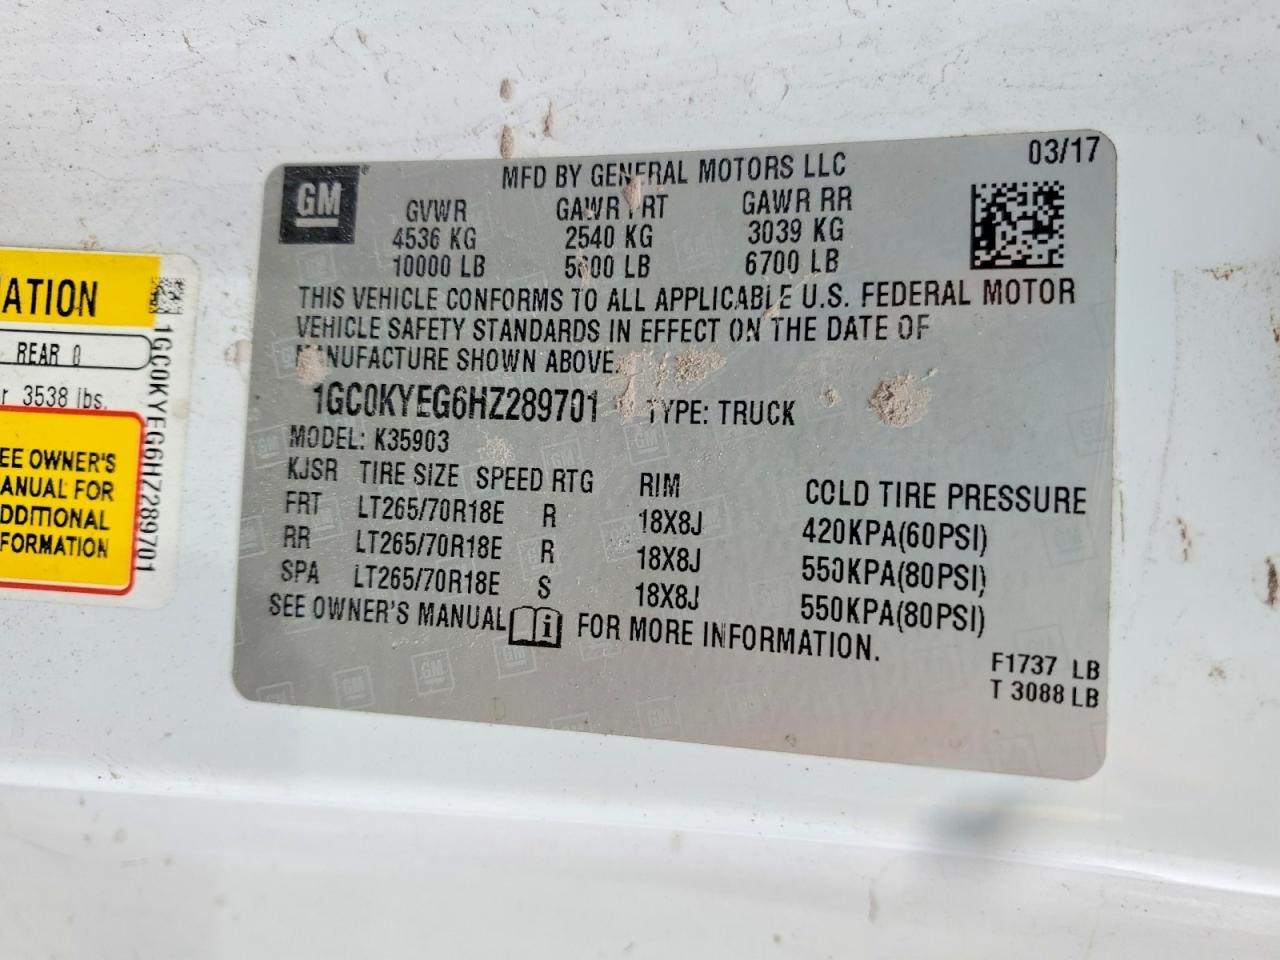 GM
MFD BY GENERAL MOTORS LLC
03/17
GVWR GAWR FRT GAWR RR
4536 KG 2540 KG 3039 KG
10000 LB 5600 LB 6700 LB
THIS VEHICLE CONFORMS TO ALL APPLICABLE U.S. FEDERAL MOTOR
VEHICLE SAFETY STANDARDS IN EFFECT ON THE DATE OF
MANUFACTURE SHOWN ABOVE.
1GC0KYEG6HZ289701 TYPE: TRUCK
MODEL: K35903
KJSR TIRE SIZE SPEED RTG RIM COLD TIRE PRESSURE
FRT LT265/70R18E R 18X8J 420KPA(60PSI)
RR LT265/70R18E R 18X8J 550KPA(80PSI)
SPA LT265/70R18E S 18X8J 550KPA(80PSI)
SEE OWNER'S MANUAL i FOR MORE INFORMATION.
F1737 LB
T 3088 LB
ATION
REAR 0
r 3538 lbs.
EE OWNER'S
ANUAL FOR
DDITIONAL
FORMATION
1GC0KYEG6HZ289701